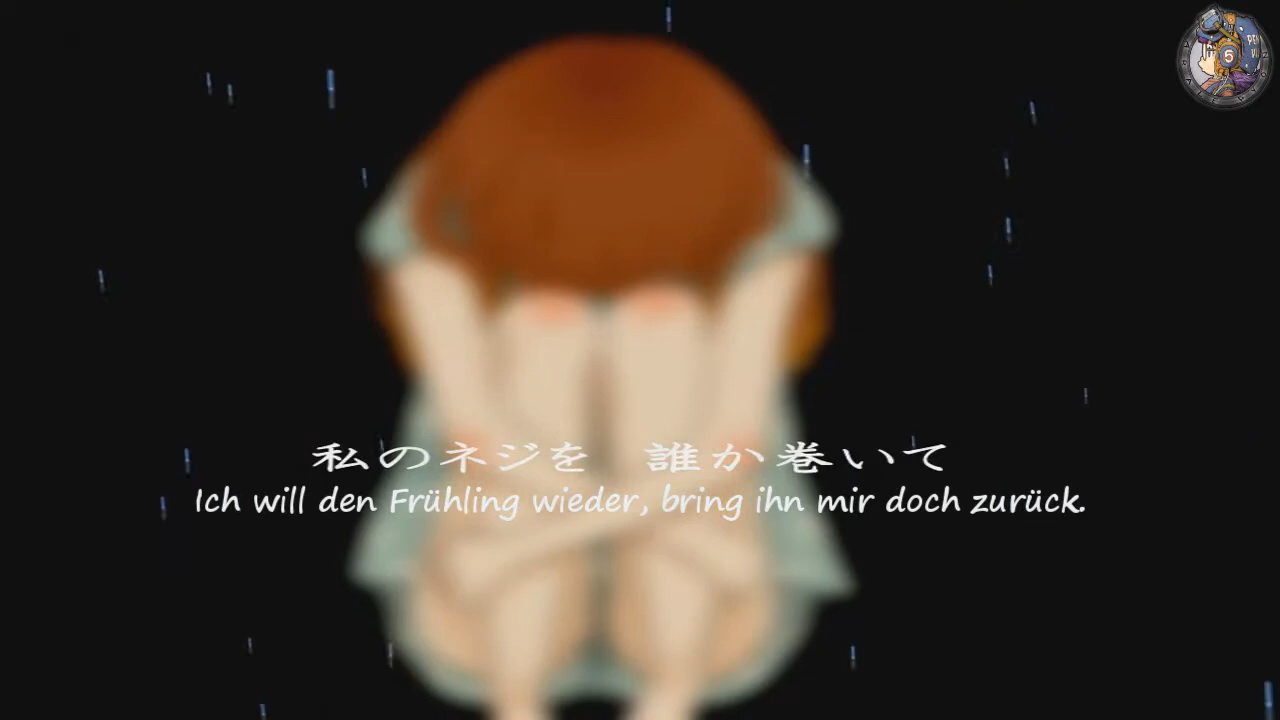 私のネジを　誰か巻いて
Ich will den Frühling wieder, bring ihn mir doch zurück.